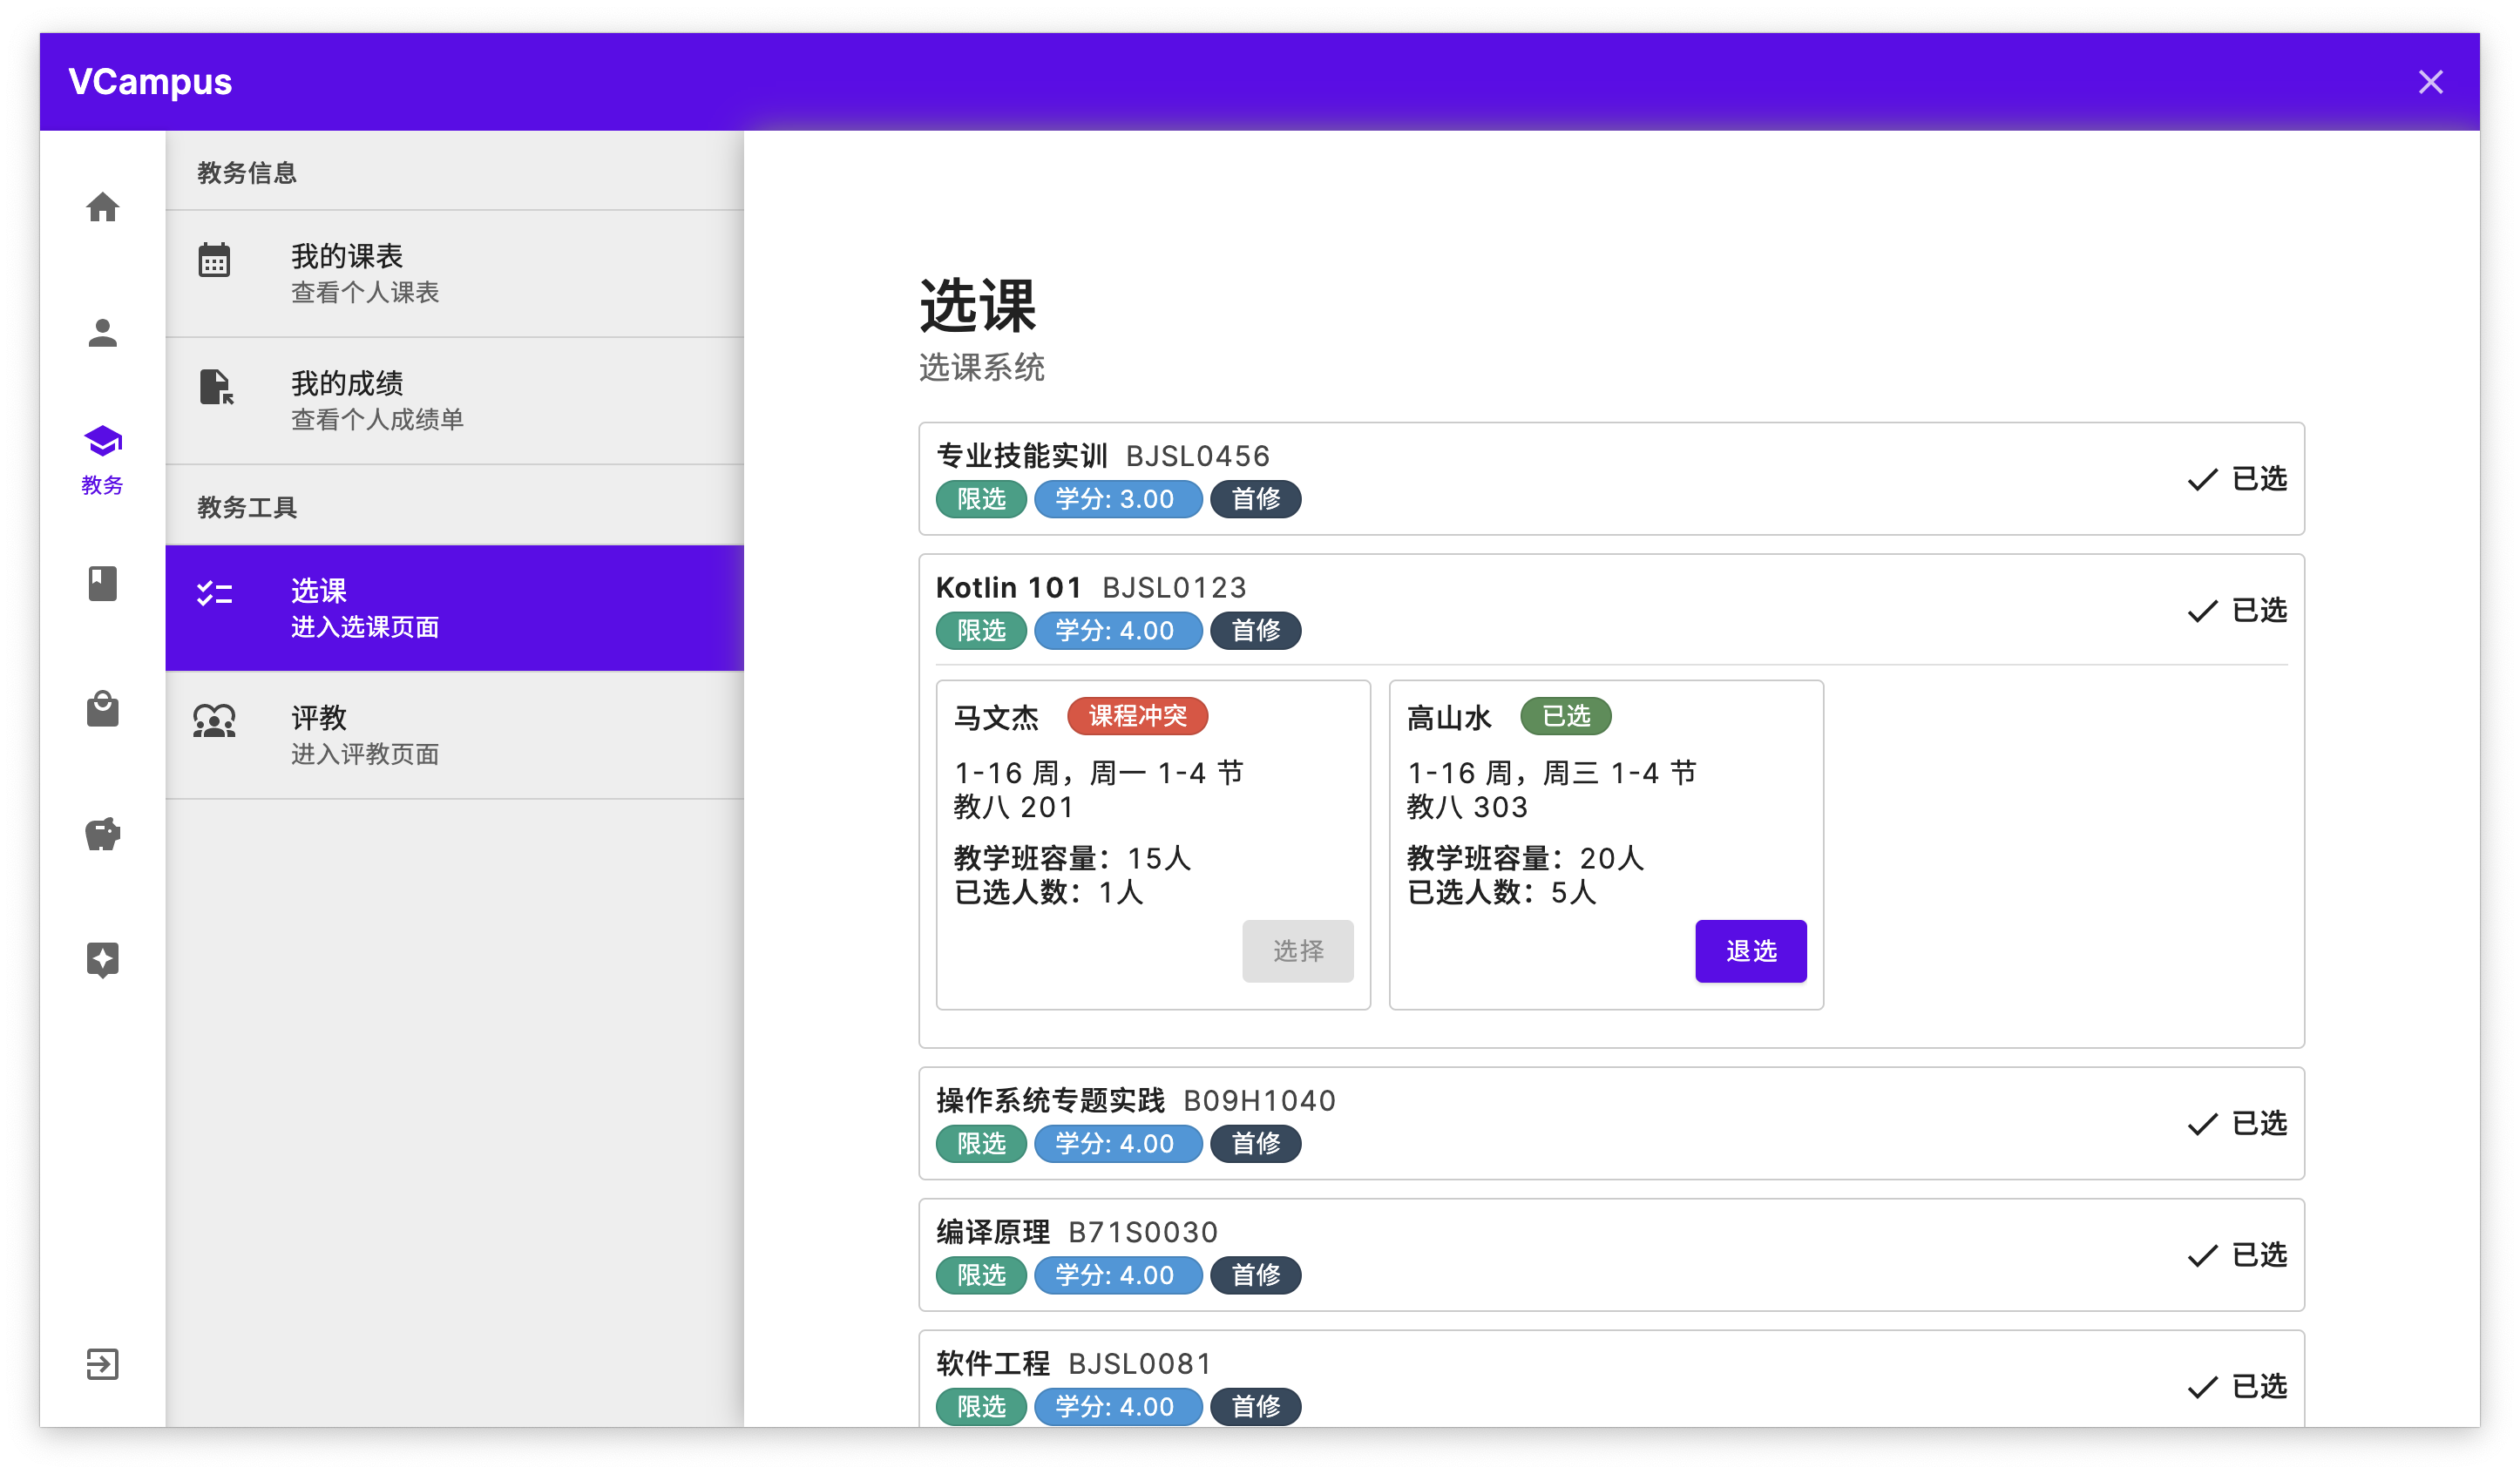 VCampus
教务信息
我的课表
查看个人课表
我的成绩
查看个人成绩单
教务
教务工具
选课
进入选课页面
评教
进入评教页面
选课
选课系统
专业技能实训 BJSL0456
限选 学分: 3.00 首修
已选
Kotlin 101 BJSL0123
限选 学分: 4.00 首修
已选
马文杰 课程冲突
1-16 周，周一 1-4 节
教八 201
教学班容量：15人
已选人数：1人
选择
高山水 已选
1-16 周，周三 1-4 节
教八 303
教学班容量：20人
已选人数：5人
退选
操作系统专题实践 B09H1040
限选 学分: 4.00 首修
已选
编译原理 B71S0030
限选 学分: 4.00 首修
已选
软件工程 BJSL0081
限选 学分: 4.00 首修
已选